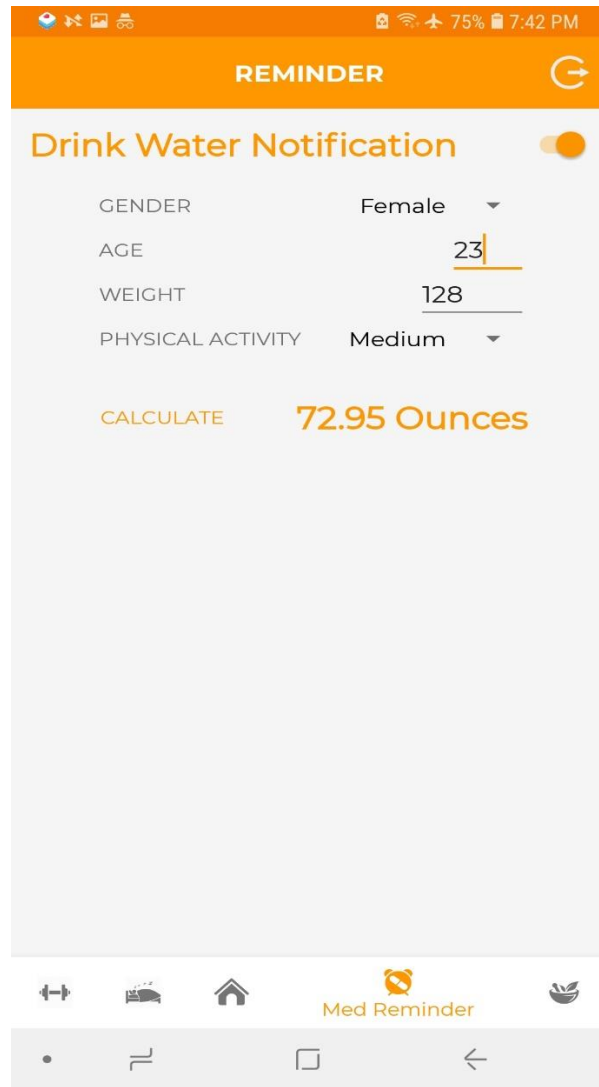 75% 7:42 PM
REMINDER
Drink Water Notification
GENDER Female
AGE 23
WEIGHT 128
PHYSICAL ACTIVITY Medium
CALCULATE 72.95 Ounces
Med Reminder